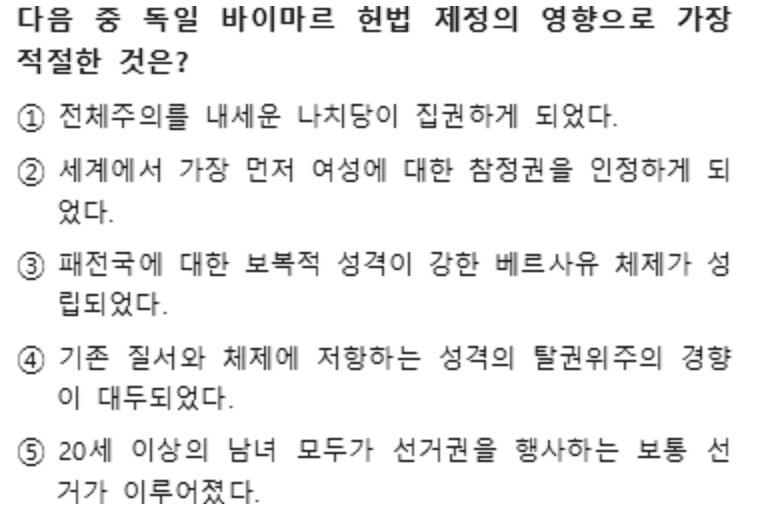 다음 중 독일 바이마르 헌법 제정의 영향으로 가장
적절한 것은?
① 전체주의를 내세운 나치당이 집권하게 되었다.
② 세계에서 가장 먼저 여성에 대한 참정권을 인정하게 되
었다.
③ 패전국에 대한 보복적 성격이 강한 베르사유 체제가 성
립되었다.
④ 기존 질서와 체제에 저항하는 성격의 탈권위주의 경향
이 대두되었다.
⑤ 20세 이상의 남녀 모두가 선거권을 행사하는 보통 선
거가 이루어졌다.